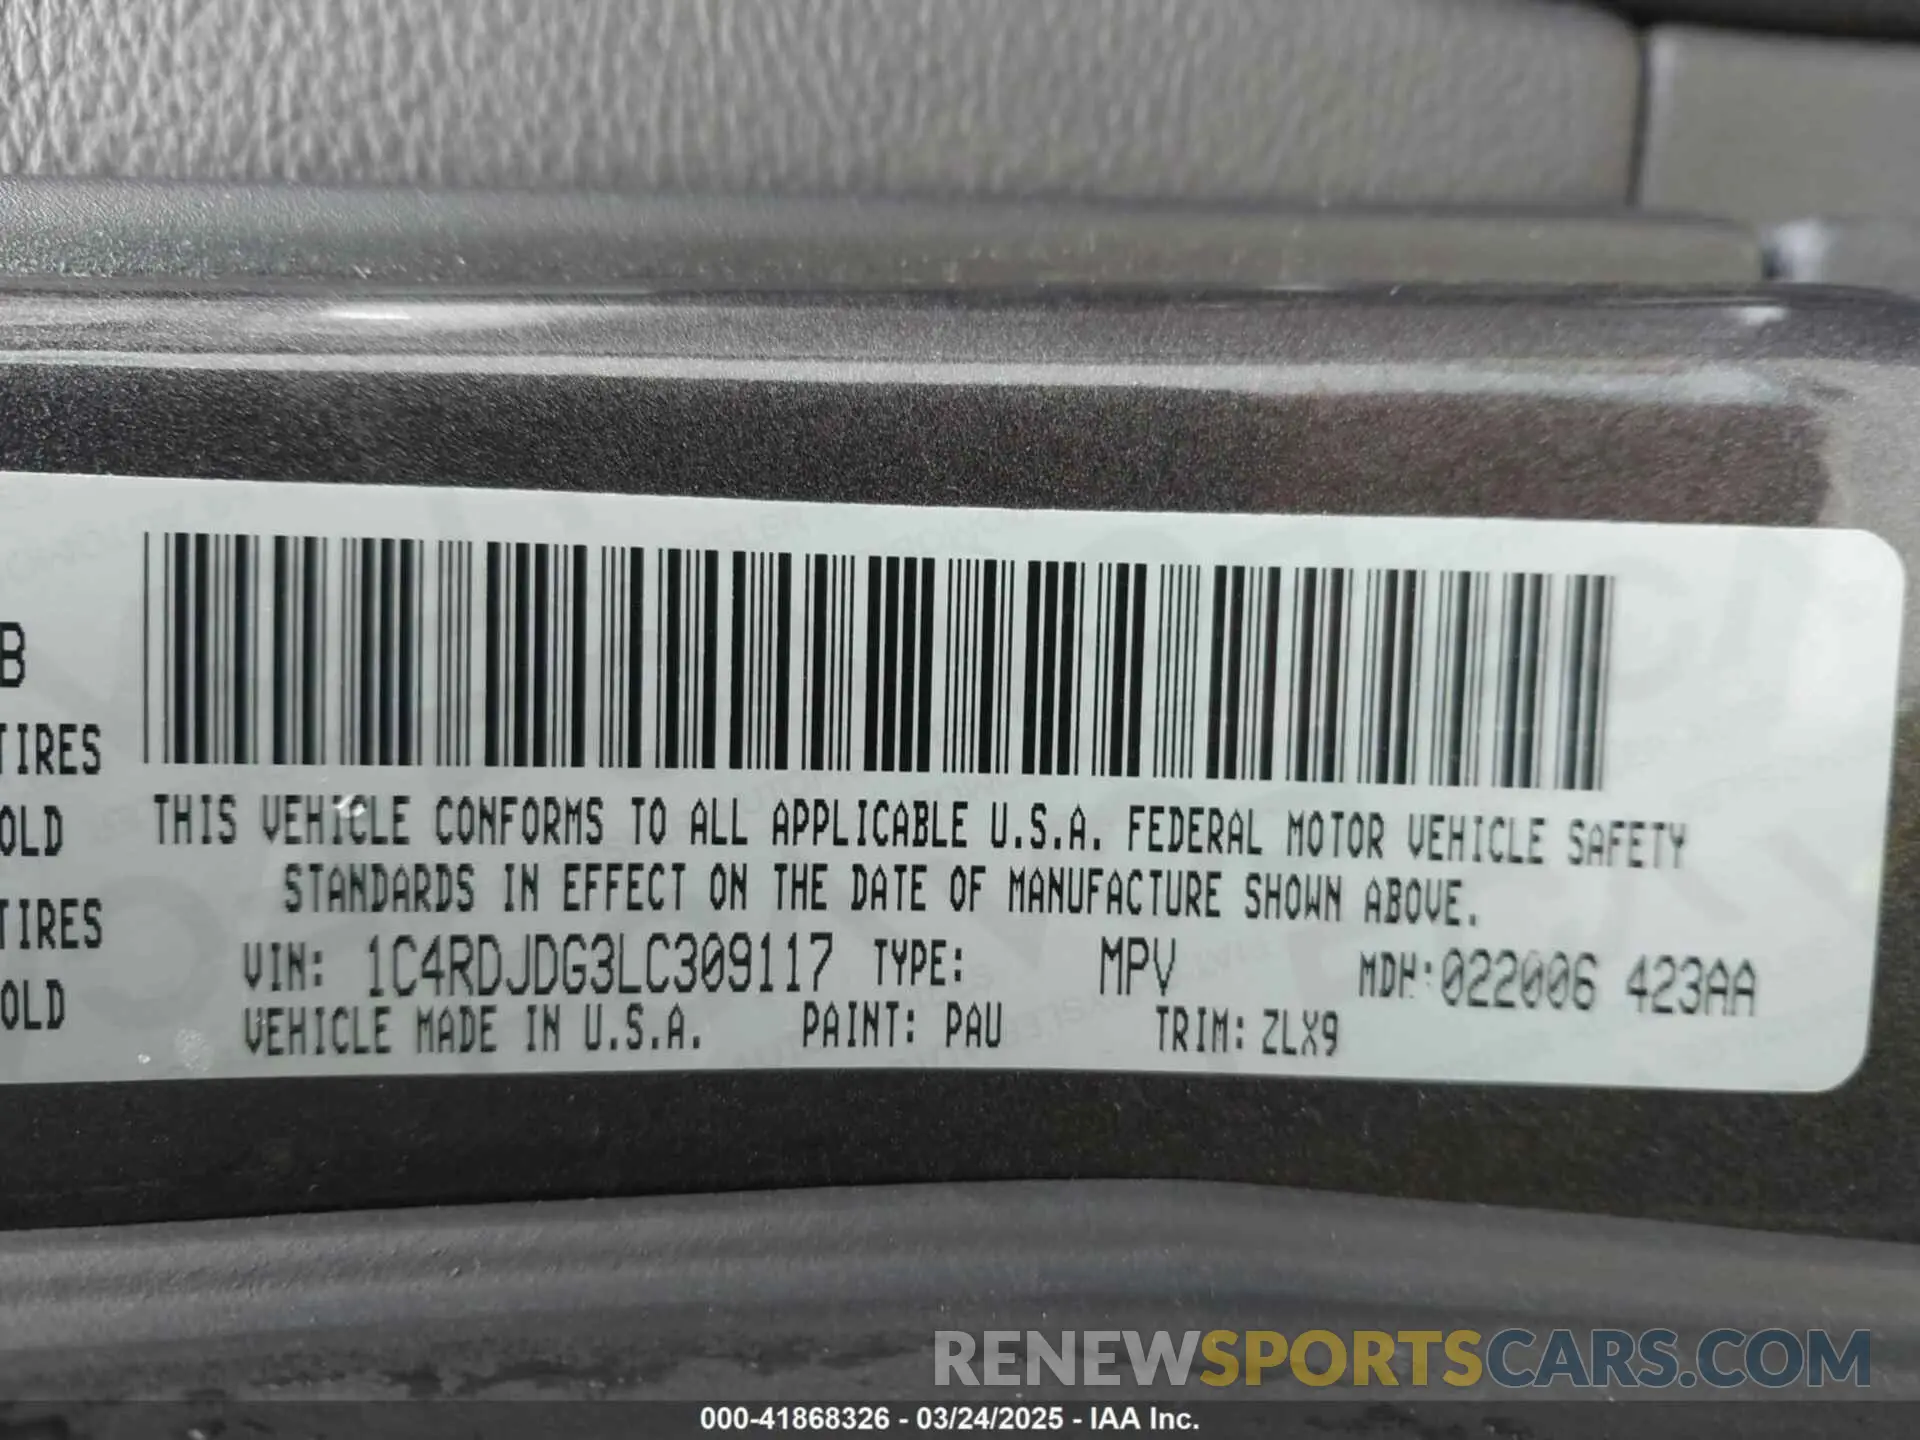 B
TIRES
OLD
TIRES
OLD
THIS VEHICLE CONFORMS TO ALL APPLICABLE U.S.A. FEDERAL MOTOR VEHICLE SAFETY
STANDARDS IN EFFECT ON THE DATE OF MANUFACTURE SHOWN ABOVE.
VIN: 1C4RDJDG3LC309117 TYPE: MPV MDH:022006 423AA
VEHICLE MADE IN U.S.A. PAINT: PAU TRIM: ZLX9
RENEWSPORTSCARS.COM
000-41868326 - 03/24/2025 - IAA Inc.